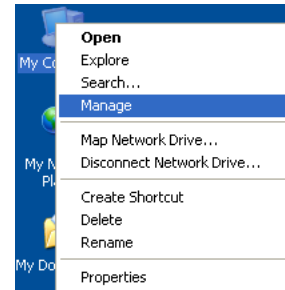 Open
My Co
Explore
Search...
Manage
Map Network Drive...
My N
Disconnect Network Drive...
Pl
Create Shortcut
Delete
Rename
My Do
Properties